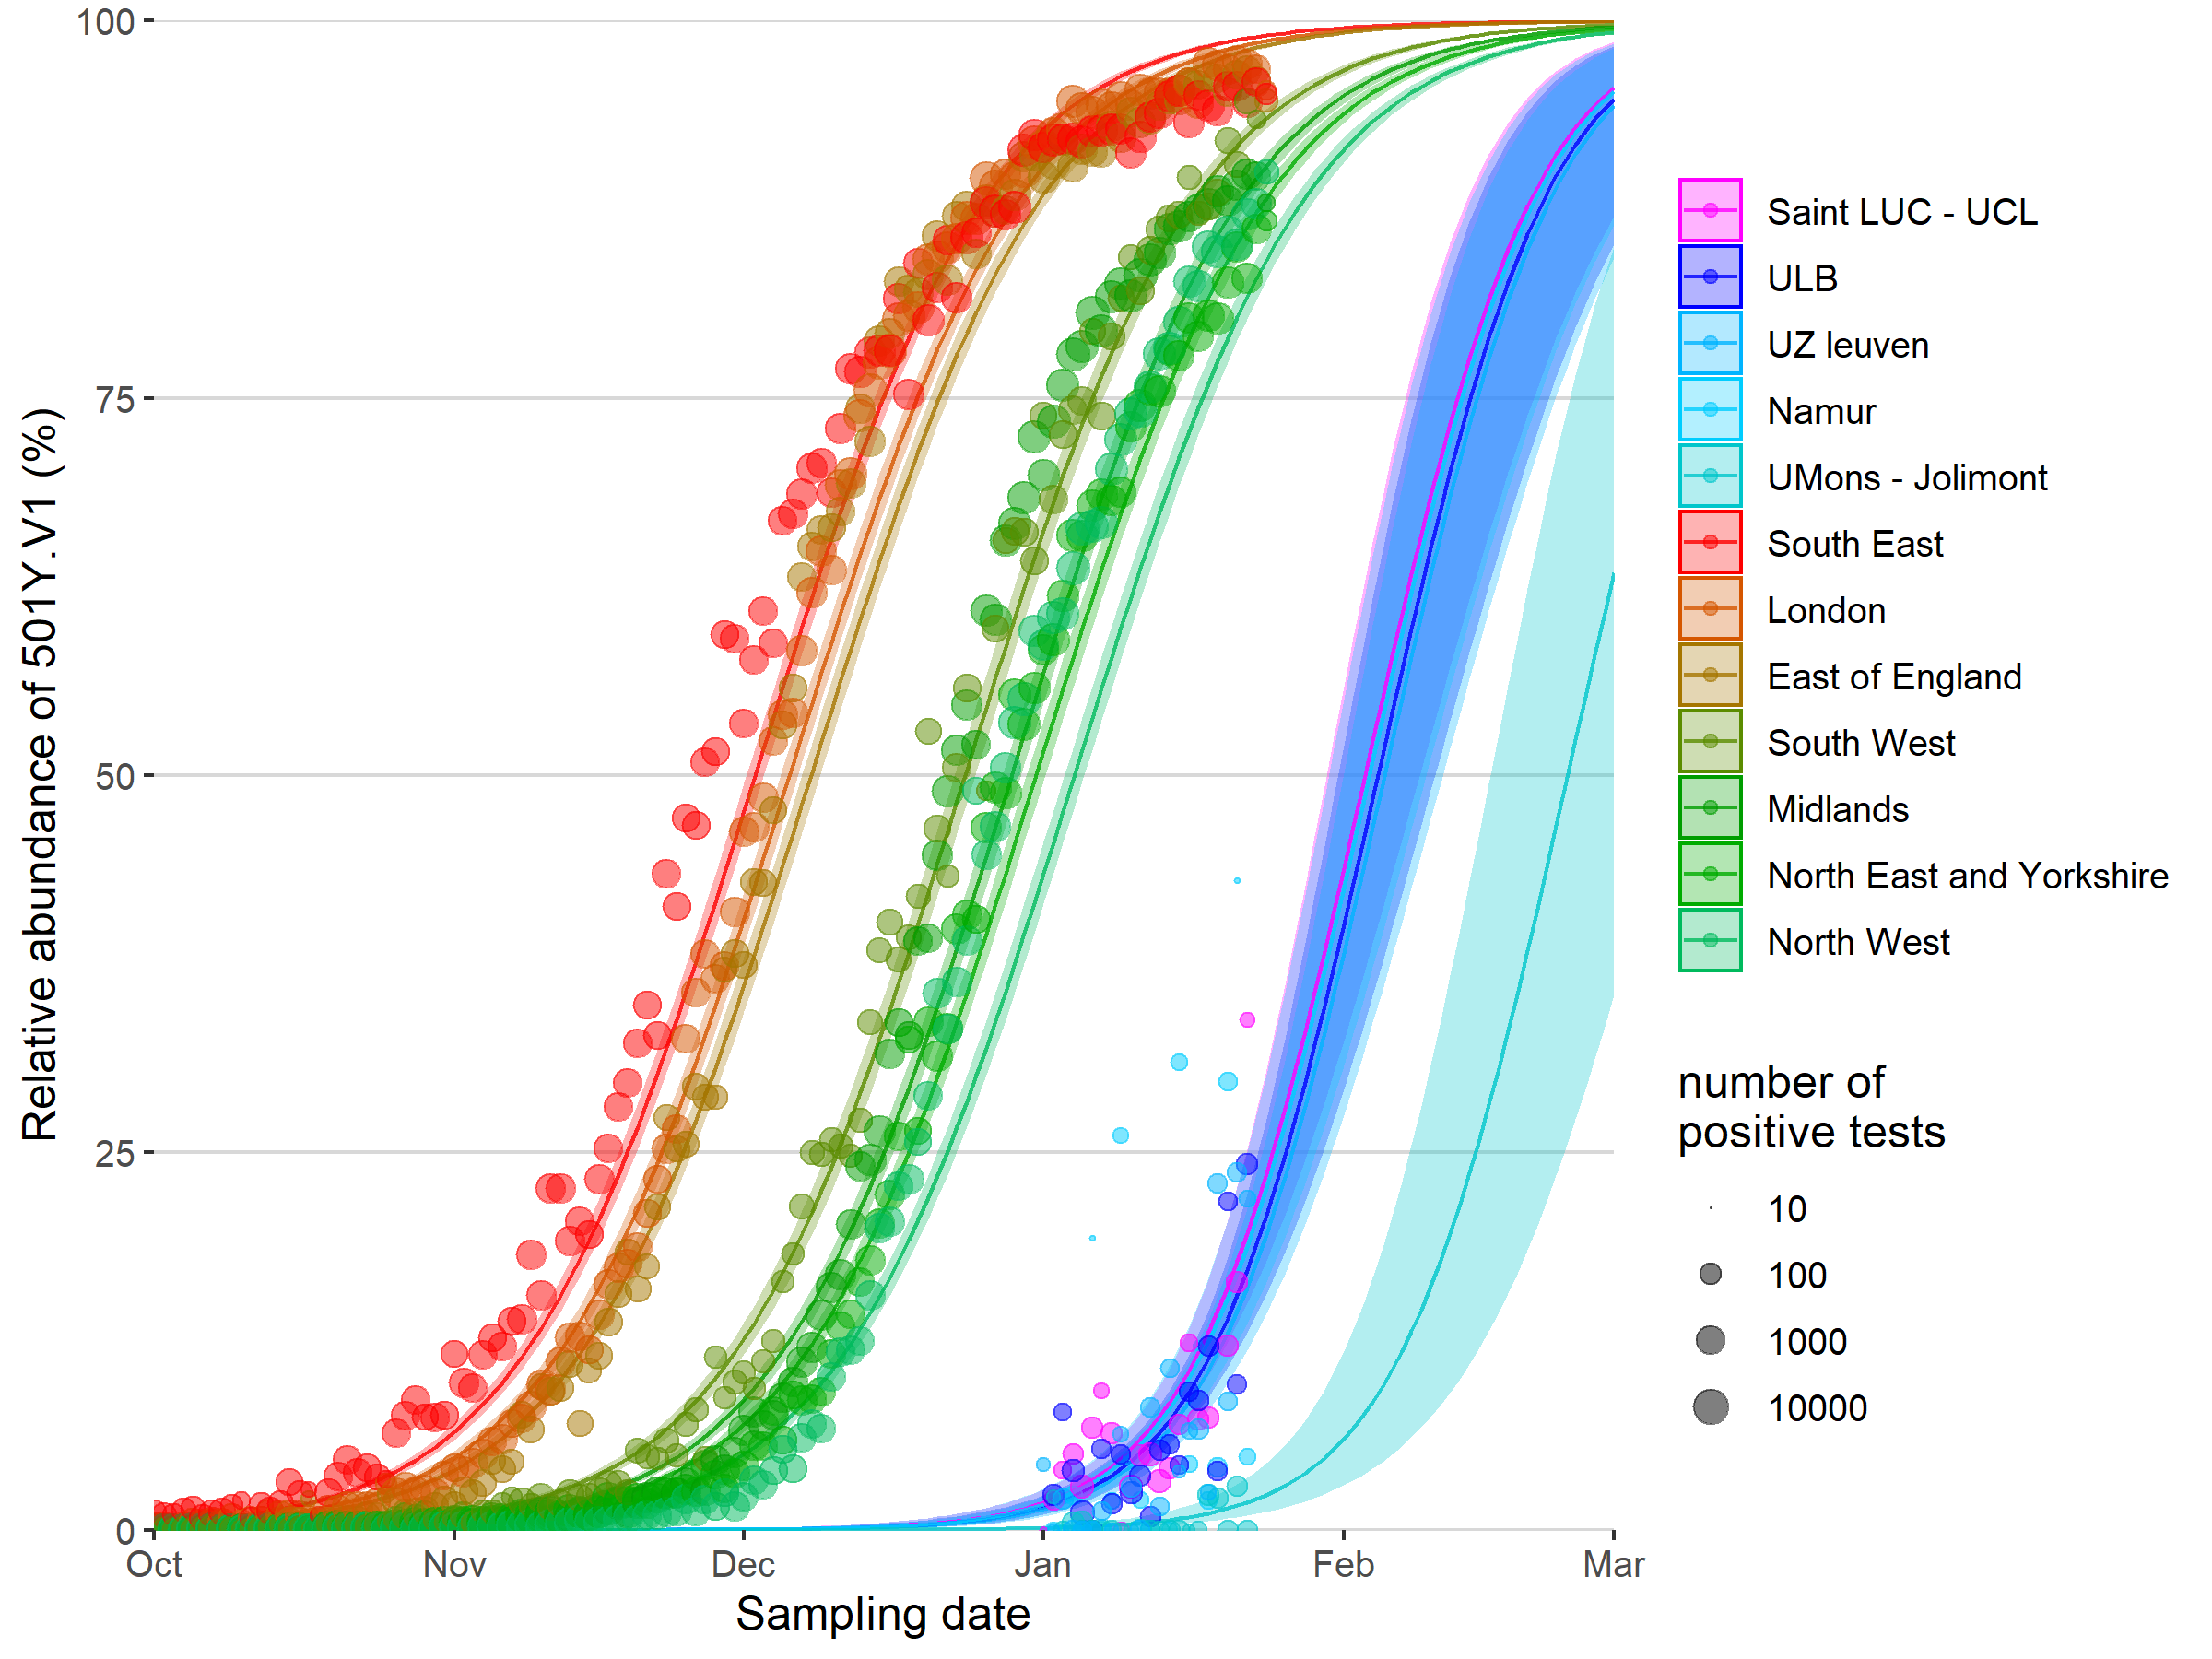 Relative abundance of 501Y.V1 (%)
100
75
50
25
0
Oct
Nov
Dec
Jan
Feb
Mar
Sampling date
Saint LUC - UCL
ULB
UZ leuven
Namur
UMons - Jolimont
South East
London
East of England
South West
Midlands
North East and Yorkshire
North West
number of
positive tests
10
100
1000
10000